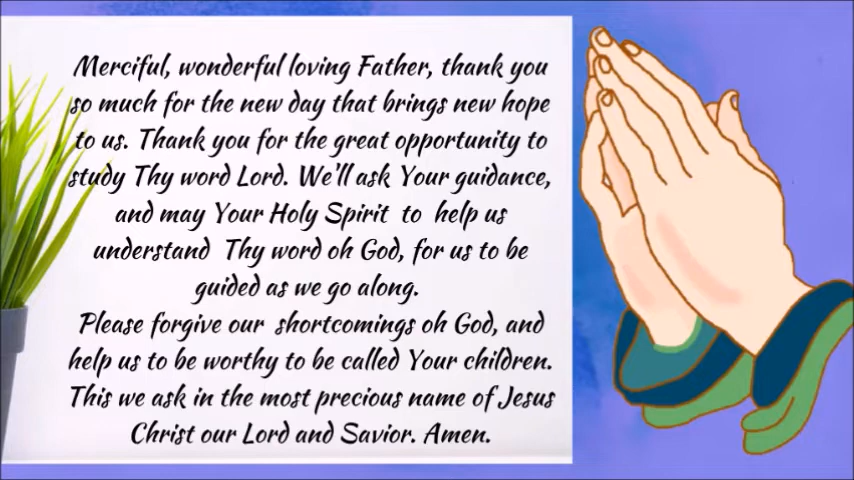 Merciful, wonderful loving Father, thank you
so much for the new day that brings new hope
to us. Thank you for the great opportunity to
study Thy word Lord. We'll ask Your guidance,
and may Your Holy Spirit to help us
understand Thy word oh God, for us to be
guided as we go along.
Please forgive our shortcomings oh God, and
help us to be worthy to be called Your children.
This we ask in the most precious name of Jesus
Christ our Lord and Savior. Amen.